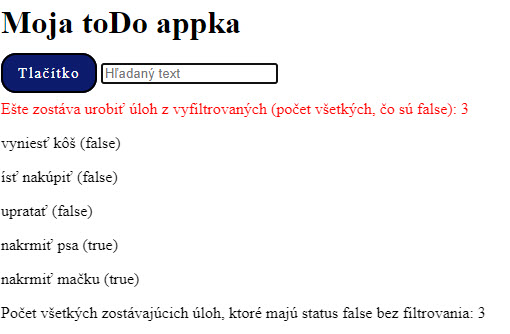 Moja toDo appka
Tlačítko
Hľadaný text
Ešte zostáva urobiť úloh z vyfiltrovaných (počet všetkých, čo sú false): 3
vyniesť kôš (false)
ísť nakúpiť (false)
upratať (false)
nakrmiť psa (true)
nakrmiť mačku (true)
Počet všetkých zostávajúcich úloh, ktoré majú status false bez filtrovania: 3